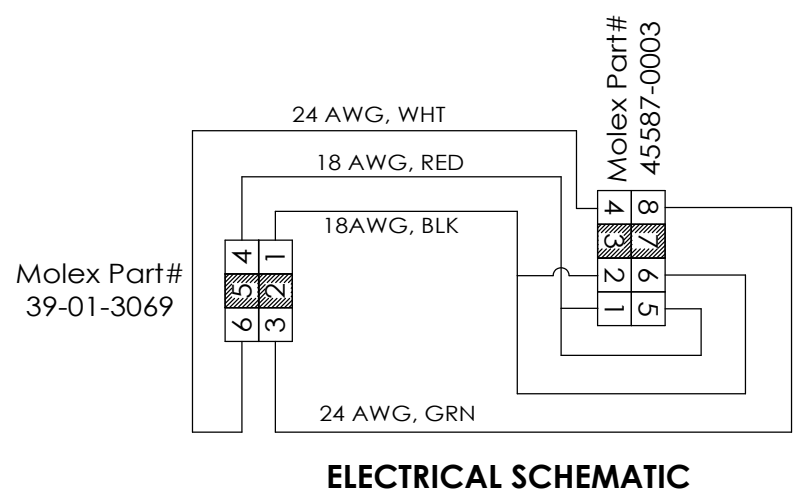 24 AWG, WHT
18 AWG, RED
18AWG, BLK
Molex Part#
45587-0003
4 8
3 7
2 6
1 5
Molex Part#
39-01-3069
4 1
5 2
6 3
24 AWG, GRN
ELECTRICAL SCHEMATIC